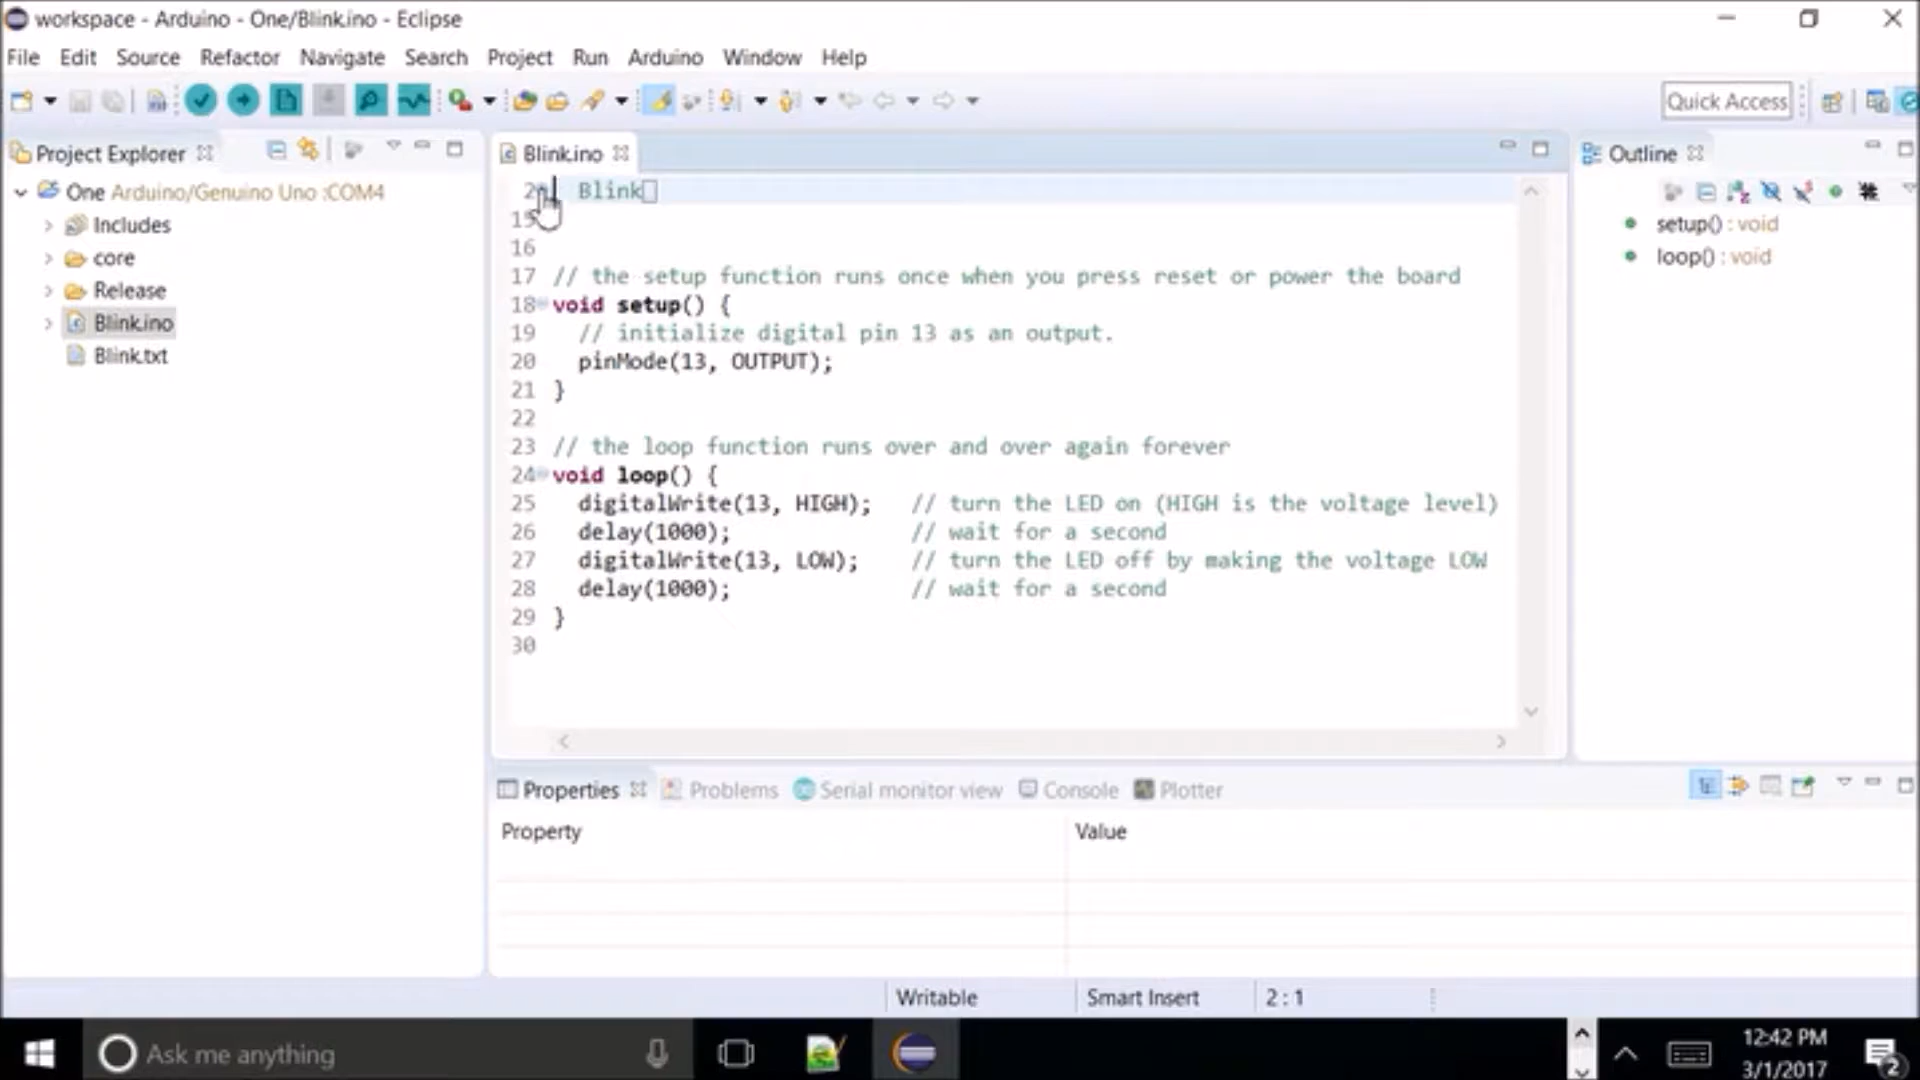 workspace - Arduino - One/Blink.ino - Eclipse
File Edit Source Refactor Navigate Search Project Run Arduino Window Help
Quick Access
Project Explorer
One Arduino/Genuino Uno :COM4
Includes
core
Release
Blink.ino
Blink.txt
Blink.ino
2 Blink
15
16
17 // the setup function runs once when you press reset or power the board
18 void setup() {
19 // initialize digital pin 13 as an output.
20 pinMode(13, OUTPUT);
21 }
22
23 // the loop function runs over and over again forever
24 void loop() {
25 digitalWrite(13, HIGH); // turn the LED on (HIGH is the voltage level)
26 delay(1000); // wait for a second
27 digitalWrite(13, LOW); // turn the LED off by making the voltage LOW
28 delay(1000); // wait for a second
29 }
30
Outline
setup() : void
loop() : void
Properties Problems Serial monitor view Console Plotter
Property Value
Writable Smart Insert 2 : 1
Ask me anything
12:42 PM
3/1/2017
2